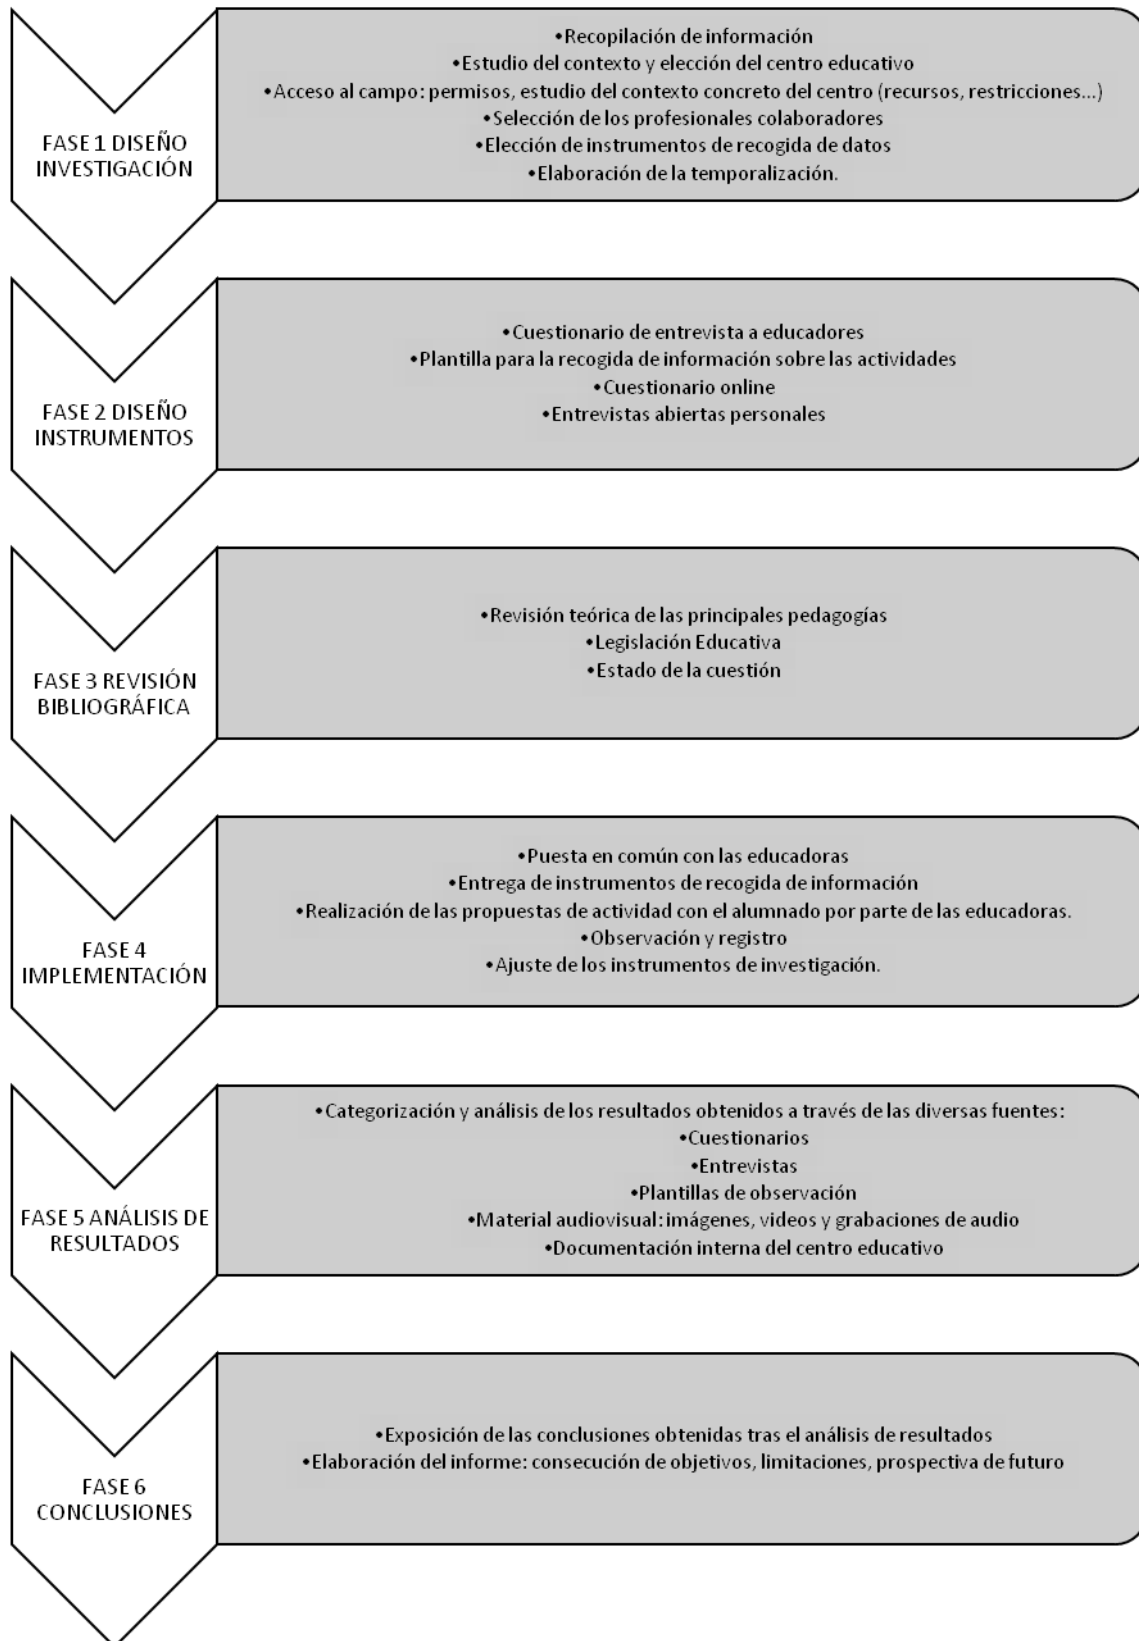 FASE 1 DISEÑO
INVESTIGACIÓN
•Recopilación de información
•Estudio del contexto y elección del centro educativo
•Acceso al campo: permisos, estudio del contexto concreto del centro (recursos, restricciones...)
•Selección de los profesionales colaboradores
•Elección de instrumentos de recogida de datos
•Elaboración de la temporalización.
FASE 2 DISEÑO
INSTRUMENTOS
•Cuestionario de entrevista a educadores
•Plantilla para la recogida de información sobre las actividades
•Cuestionario online
•Entrevistas abiertas personales
FASE 3 REVISIÓN
BIBLIOGRÁFICA
•Revisión teórica de las principales pedagogías
•Legislación Educativa
•Estado de la cuestión
FASE 4
IMPLEMENTACIÓN
•Puesta en común con las educadoras
•Entrega de instrumentos de recogida de información
•Realización de las propuestas de actividad con el alumnado por parte de las educadoras.
•Observación y registro
•Ajuste de los instrumentos de investigación.
FASE 5 ANÁLISIS DE
RESULTADOS
•Categorización y análisis de los resultados obtenidos a través de las diversas fuentes:
•Cuestionarios
•Entrevistas
•Plantillas de observación
•Material audiovisual: imágenes, videos y grabaciones de audio
•Documentación interna del centro educativo
FASE 6
CONCLUSIONES
•Exposición de las conclusiones obtenidas tras el análisis de resultados
•Elaboración del informe: consecución de objetivos, limitaciones, prospectiva de futuro